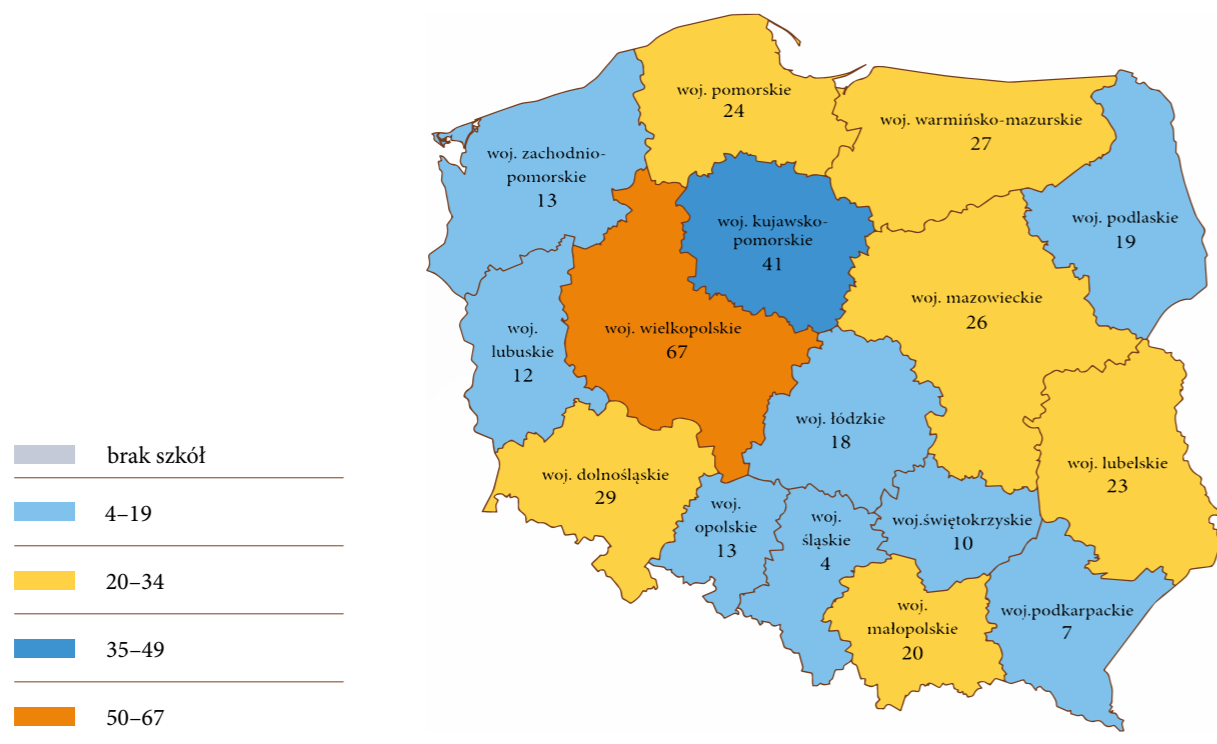 woj. pomorskie
24
woj. warmińsko-mazurskie
27
woj. zachodnio-
pomorskie
13
woj. kujawsko-
pomorskie
41
woj. podlaskie
19
woj. mazowieckie
26
woj. wielkopolskie
67
woj.
lubuskie
12
woj. łódzkie
18
woj. lubelskie
23
woj. dolnośląskie
29
woj.
opolskie
13
woj.
śląskie
4
woj.świętokrzyskie
10
woj.
małopolskie
20
woj.podkarpackie
7
brak szkół
4–19
20–34
35–49
50–67